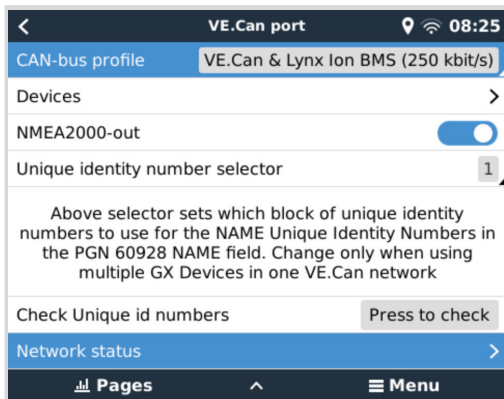 VE.Can port 08:25
CAN-bus profile VE.Can & Lynx Ion BMS (250 kbit/s)
Devices
NMEA2000-out
Unique identity number selector 1
Above selector sets which block of unique identity
numbers to use for the NAME Unique Identity Numbers in
the PGN 60928 NAME field. Change only when using
multiple GX Devices in one VE.Can network
Check Unique id numbers Press to check
Network status
Pages Menu